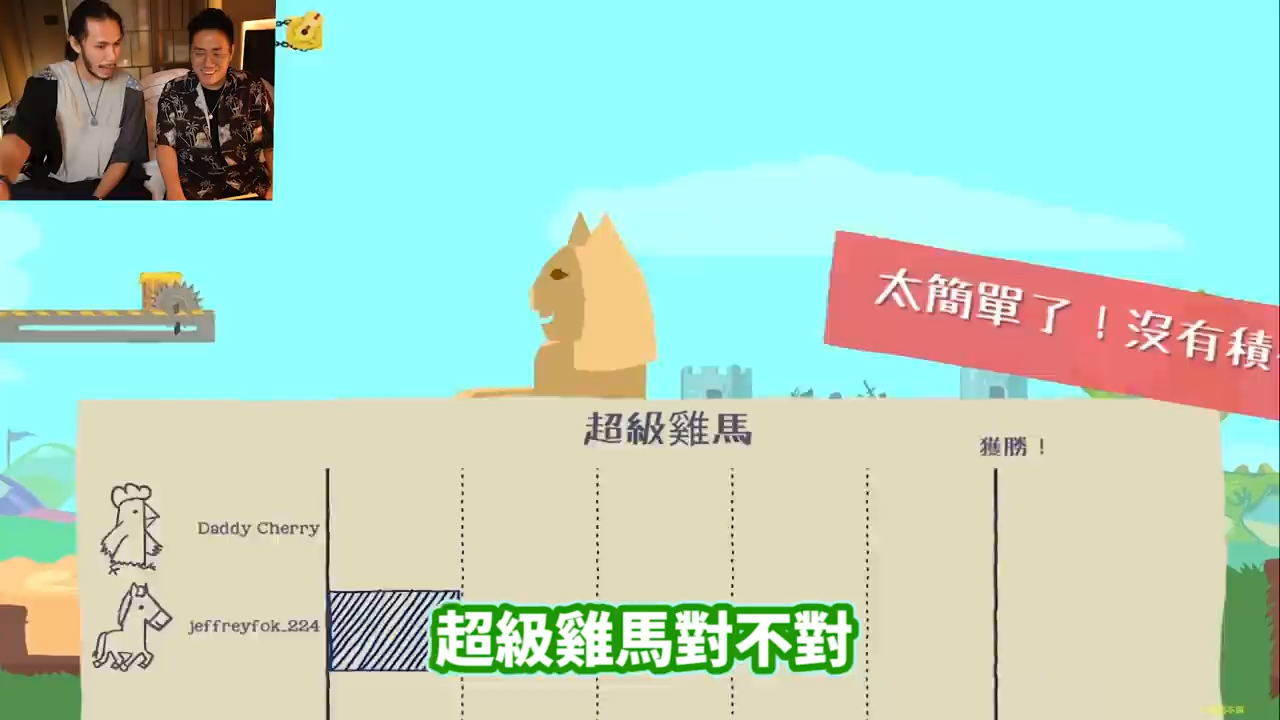 太簡單了！沒有積
超級雞馬
獲勝！
Daddy Cherry
jeffreyfok_224
超級雞馬對不對